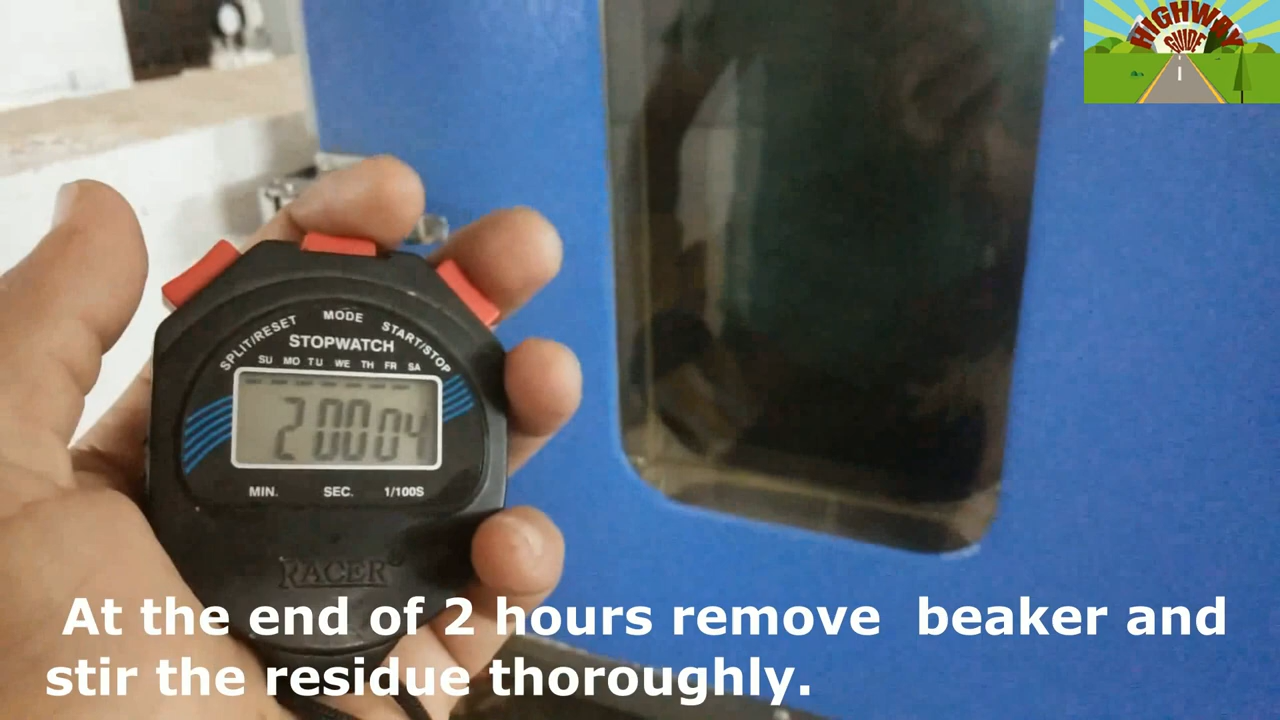 HIGHWAY
GUIDE
SPLIT/RESET MODE START/STOP
STOPWATCH
SU MO TU WE TH FR SA
2 00 04
MIN. SEC. 1/100S
RACER
At the end of 2 hours remove beaker and
stir the residue thoroughly.